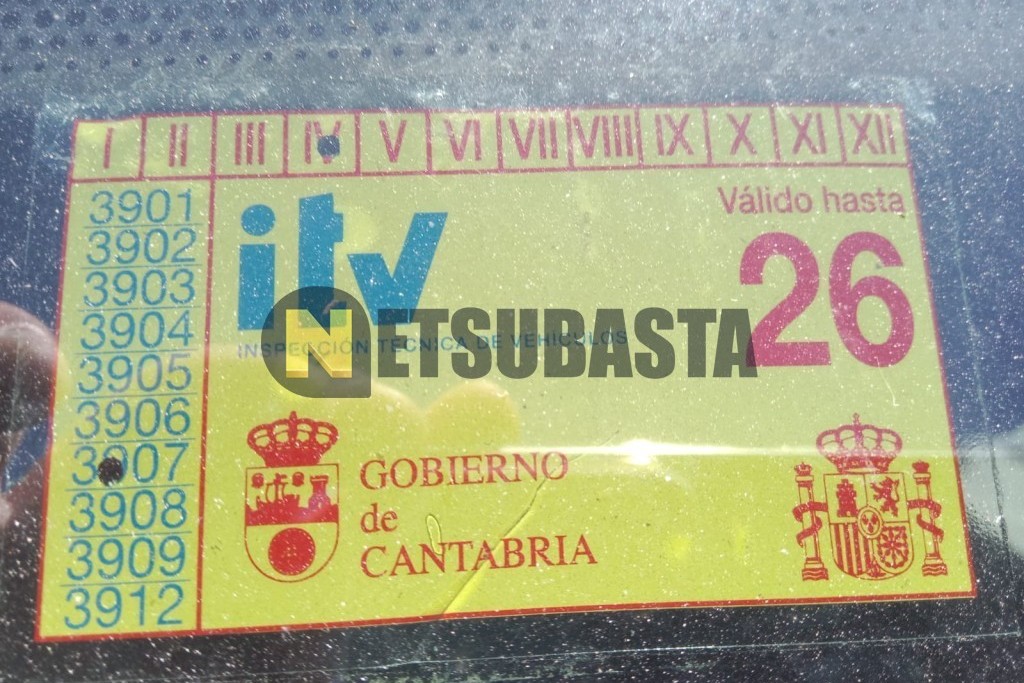 I II III IV V VI VII VIII IX X XI XII
3901
3902
3903
3904
3905
3906
3907
3908
3909
3912
itv
INSPECCIÓN TÉCNICA DE VEHÍCULOS
Válido hasta
26
NETSUBASTA
GOBIERNO
de
CANTABRIA